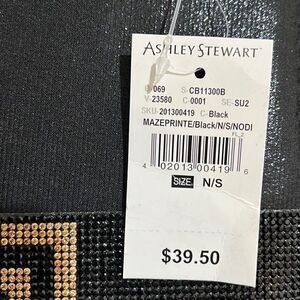 ASHLEY STEWART
D-069 S-CB11300B
V-23580 C-0001 SE-SU2
SKU-201300419 C-Black
MAZEPRINTE/Black/N/S/NODI
FL_2
4 02013 00419 6
SIZE N/S
$39.50